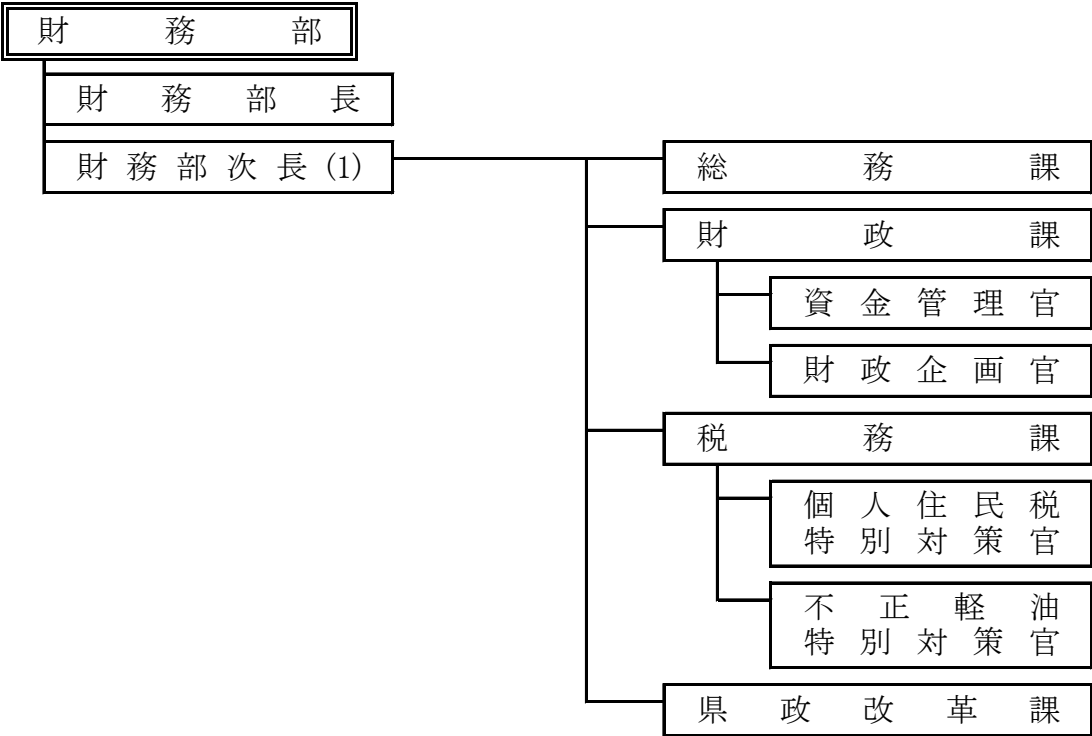 財務部
財務部長
財務部次長(1)
総務課
財政課
資金管理官
財政企画官
税務課
個人住民税
特別対策官
不正軽油
特別対策官
県政改革課